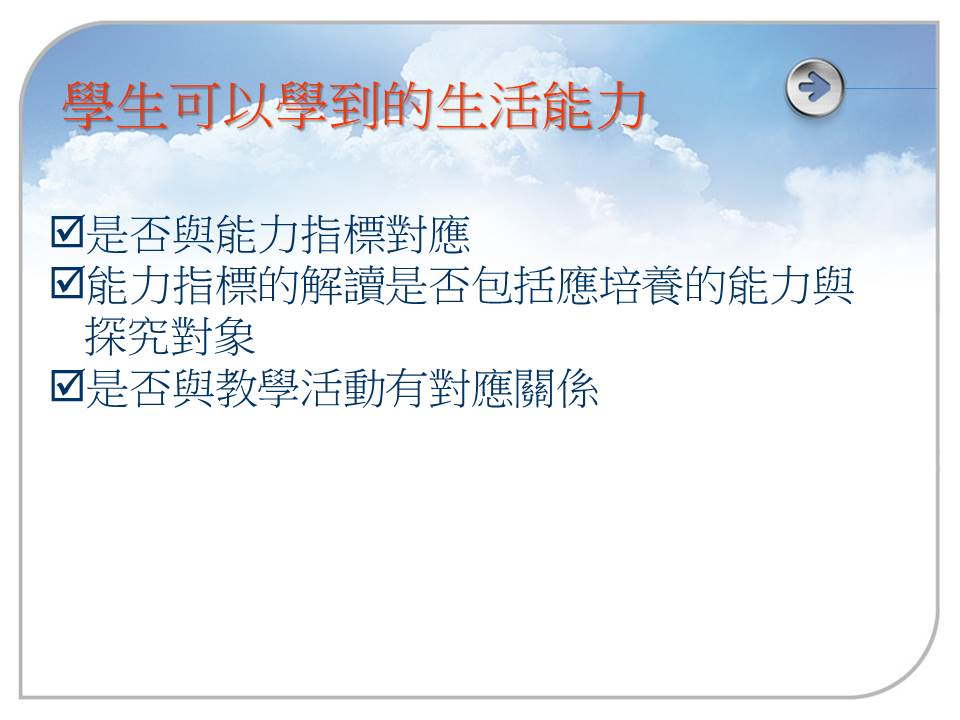 學生可以學到的生活能力
是否與能力指標對應
能力指標的解讀是否包括應培養的能力與
探究對象
是否與教學活動有對應關係